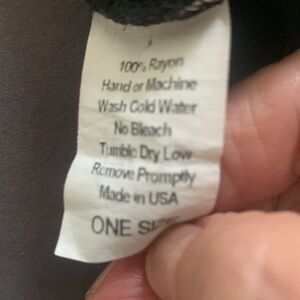 100% Rayon
Hand or Machine
Wash Cold Water
No Bleach
Tumble Dry Low
Remove Promptly
Made in USA
ONE SIZE